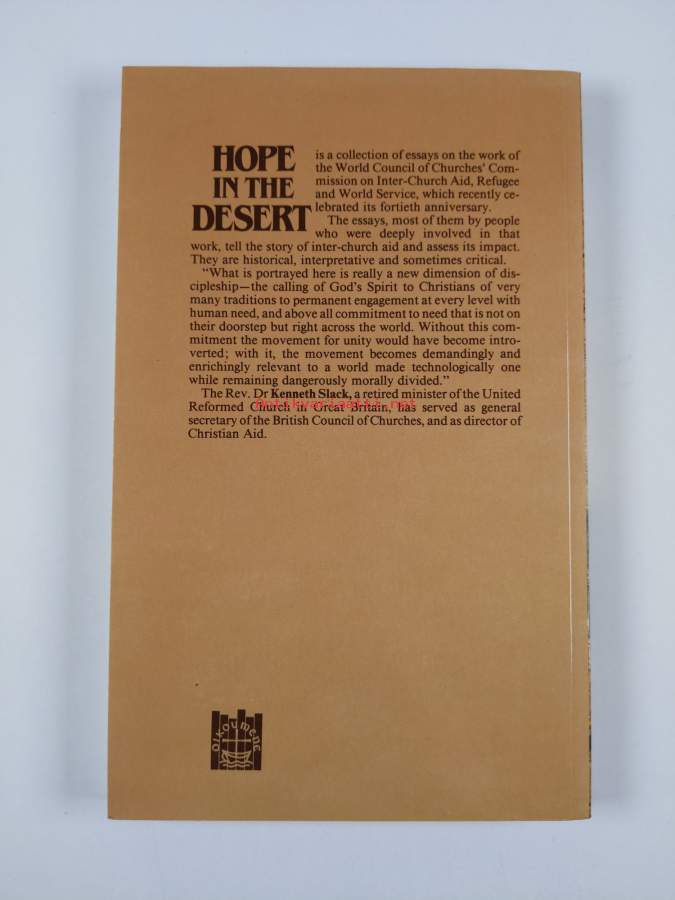 HOPE
IN THE
DESERT
is a collection of essays on the work of
the World Council of Churches' Com-
mission on Inter-Church Aid, Refugee
and World Service, which recently ce-
lebrated its fortieth anniversary.
The essays, most of them by people
who were deeply involved in that
work, tell the story of inter-church aid and assess its impact.
They are historical, interpretative and sometimes critical.
"What is portrayed here is really a new dimension of dis-
cipleship—the calling of God's Spirit to Christians of very
many traditions to permanent engagement at every level with
human need, and above all commitment to need that is not on
their doorstep but right across the world. Without this com-
mitment the movement for unity would have become intro-
verted; with it, the movement becomes demandingly and
enrichingly relevant to a world made technologically one
while remaining dangerously morally divided."
The Rev. Dr Kenneth Slack, a retired minister of the United
Reformed Church in Great Britain, has served as general
secretary of the British Council of Churches, and as director of
Christian Aid.
antikvariaatti.net
OIKOUMENE